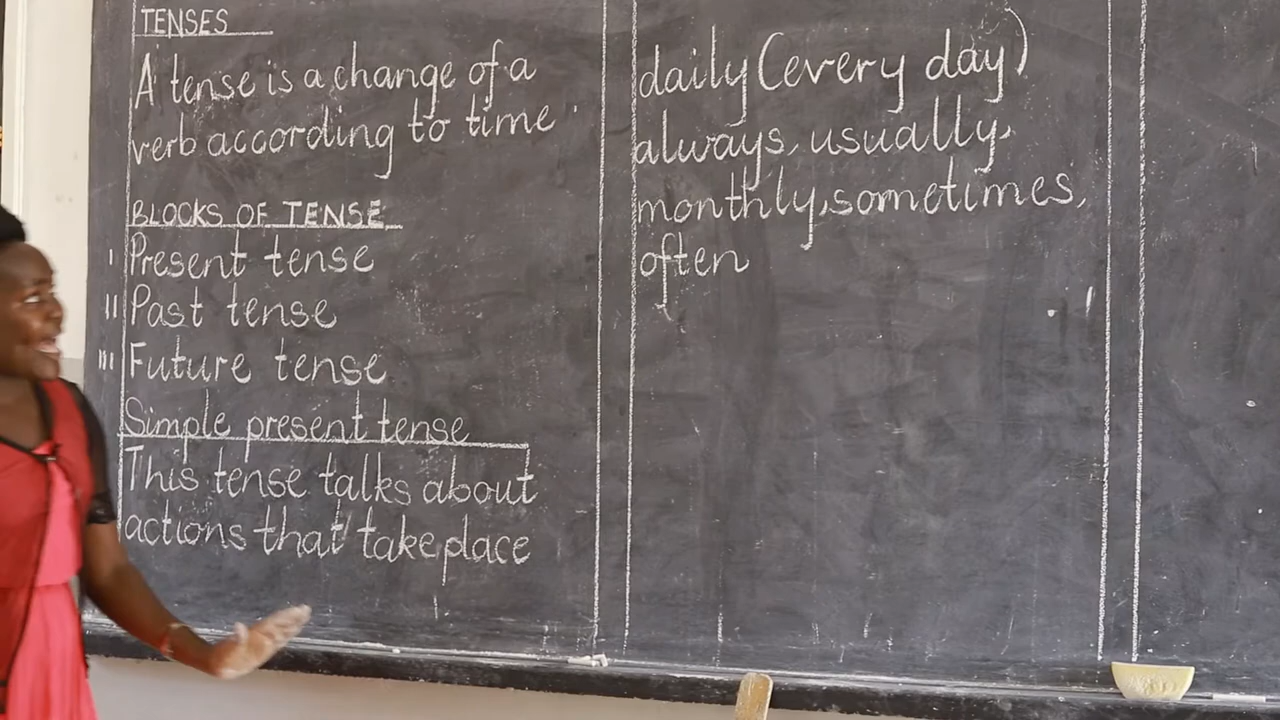 TENSES
A tense is a change of a
verb according to time.
BLOCKS OF TENSE
i Present tense
ii Past tense
iii Future tense
Simple present tense
This tense talks about
actions that take place
daily (every day)
always, usually,
monthly, sometimes,
often